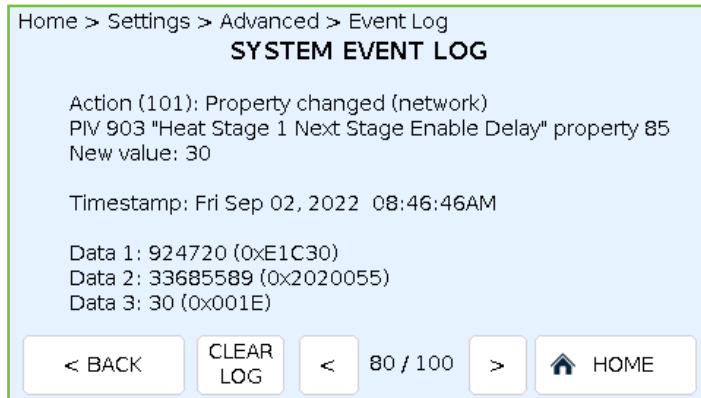 Home > Settings > Advanced > Event Log
SYSTEM EVENT LOG
Action (101): Property changed (network)
PIV 903 "Heat Stage 1 Next Stage Enable Delay" property 85
New value: 30
Timestamp: Fri Sep 02, 2022 08:46:46AM
Data 1: 924720 (0xE1C30)
Data 2: 33685589 (0x2020055)
Data 3: 30 (0x001E)
< BACK
CLEAR
LOG
<
80 / 100
>
HOME